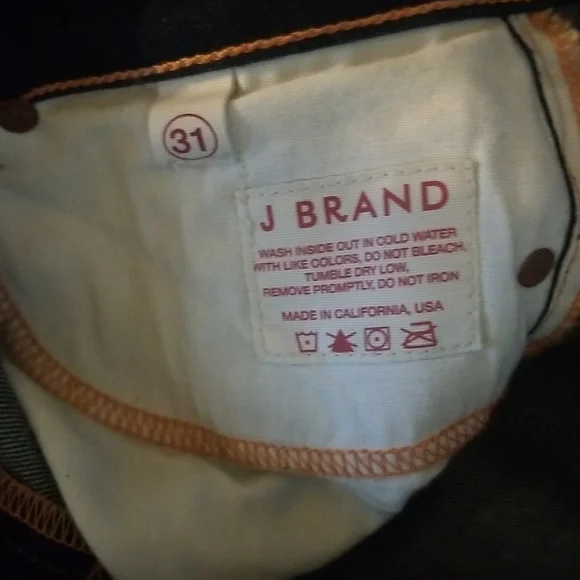 31
J BRAND
WASH INSIDE OUT IN COLD WATER
WITH LIKE COLORS, DO NOT BLEACH,
TUMBLE DRY LOW,
REMOVE PROMPTLY, DO NOT IRON
MADE IN CALIFORNIA, USA